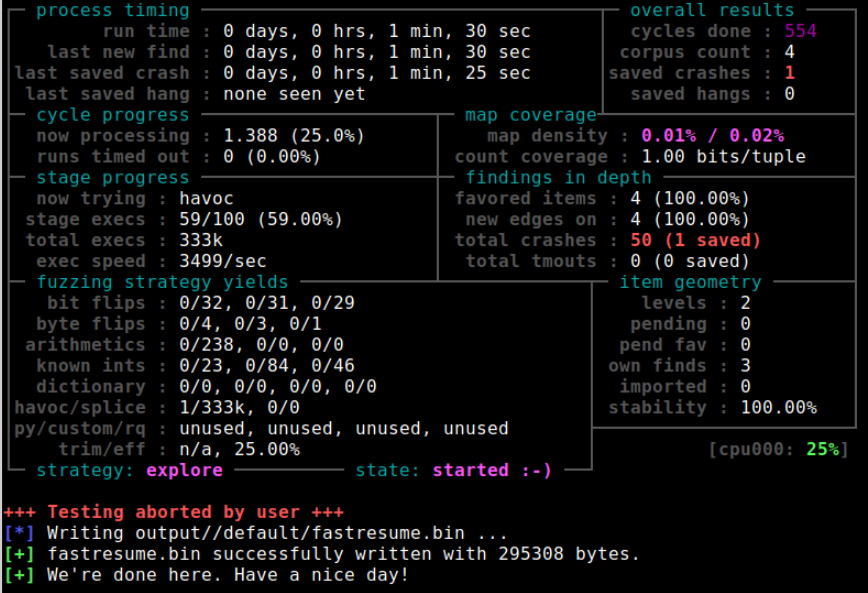 process timing overall results
run time : 0 days, 0 hrs, 1 min, 30 sec cycles done : 554
last new find : 0 days, 0 hrs, 1 min, 30 sec corpus count : 4
last saved crash : 0 days, 0 hrs, 1 min, 25 sec saved crashes : 1
last saved hang : none seen yet saved hangs : 0
cycle progress map coverage
now processing : 1.388 (25.0%) map density : 0.01% / 0.02%
runs timed out : 0 (0.00%) count coverage : 1.00 bits/tuple
stage progress findings in depth
now trying : havoc favored items : 4 (100.00%)
stage execs : 59/100 (59.00%) new edges on : 4 (100.00%)
total execs : 333k total crashes : 50 (1 saved)
exec speed : 3499/sec total tmouts : 0 (0 saved)
fuzzing strategy yields item geometry
bit flips : 0/32, 0/31, 0/29 levels : 2
byte flips : 0/4, 0/3, 0/1 pending : 0
arithmetics : 0/238, 0/0, 0/0 pend fav : 0
known ints : 0/23, 0/84, 0/46 own finds : 3
dictionary : 0/0, 0/0, 0/0, 0/0 imported : 0
havoc/splice : 1/333k, 0/0 stability : 100.00%
py/custom/rq : unused, unused, unused, unused
trim/eff : n/a, 25.00% [cpu000: 25%]
strategy: explore state: started :-)
+++ Testing aborted by user +++
[*] Writing output//default/fastresume.bin ...
[+] fastresume.bin successfully written with 295308 bytes.
[+] We're done here. Have a nice day!